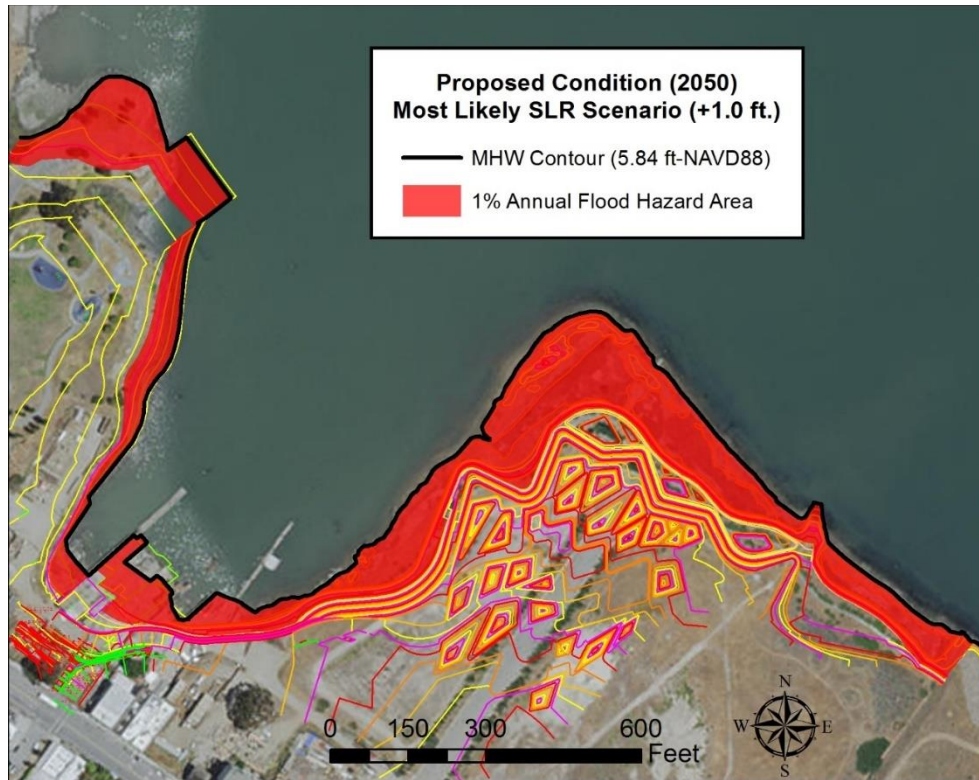 Proposed Condition (2050)
Most Likely SLR Scenario (+1.0 ft.)
MHW Contour (5.84 ft-NAVD88)
1% Annual Flood Hazard Area
N
W E
S
0 150 300 600
Feet